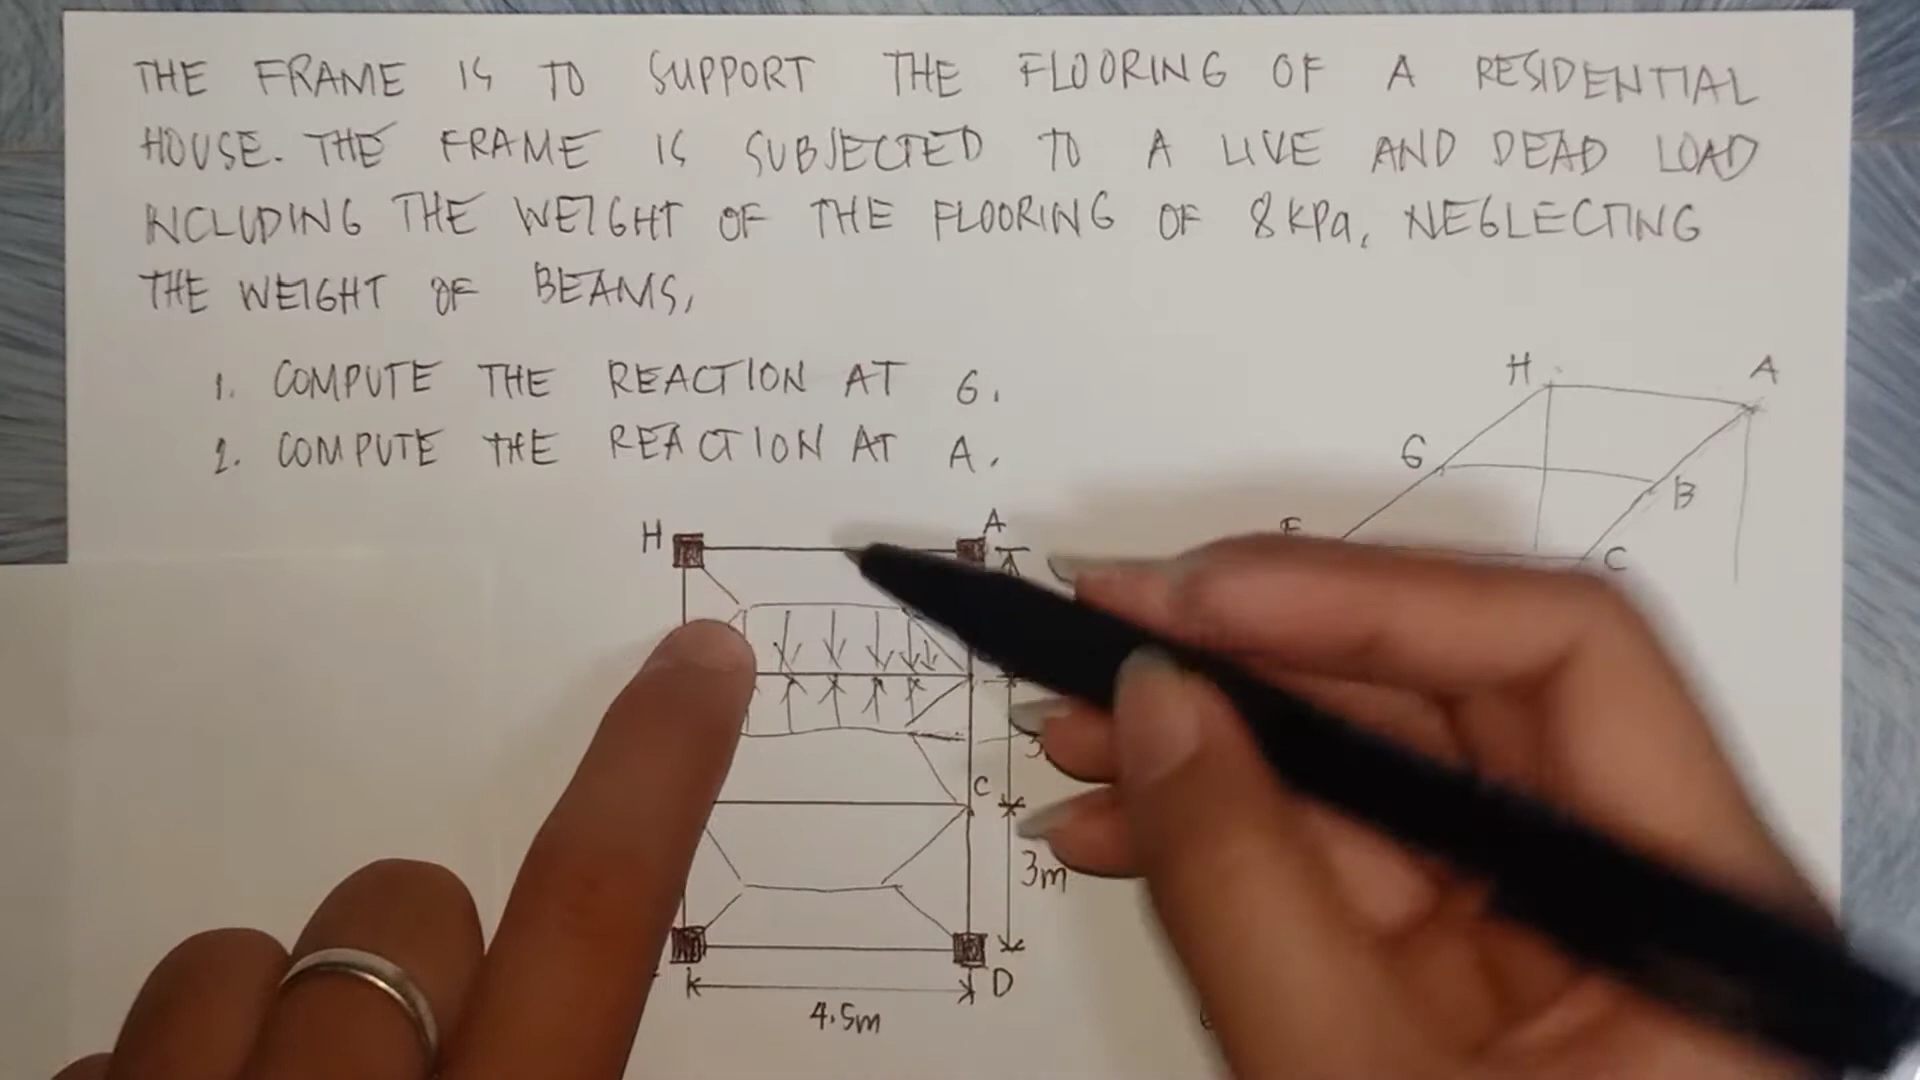 THE FRAME IS TO SUPPORT THE FLOORING OF A RESIDENTIAL
HOUSE. THE FRAME IS SUBJECTED TO A LIVE AND DEAD LOAD
INCLUDING THE WEIGHT OF THE FLOORING OF 8 kPa, NEGLECTING
THE WEIGHT OF BEAMS,
1. COMPUTE THE REACTION AT G.
2. COMPUTE THE REACTION AT A.
H A
G
B
C
H A
C
3m
D
4.5m